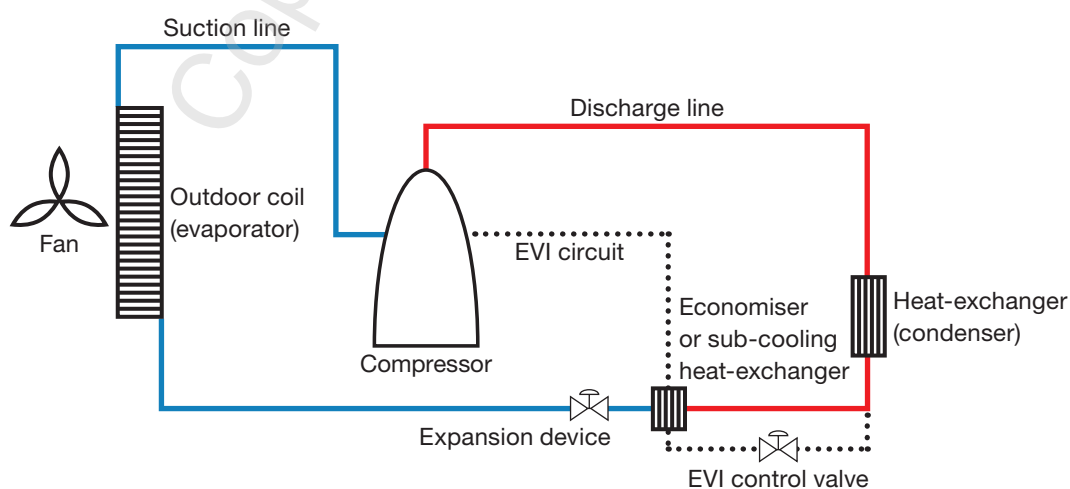 Suction line
Cop
Discharge line
Outdoor coil
(evaporator)
Fan
EVI circuit
Economiser
or sub-cooling
heat-exchanger
Heat-exchanger
(condenser)
Compressor
Expansion device
EVI control valve